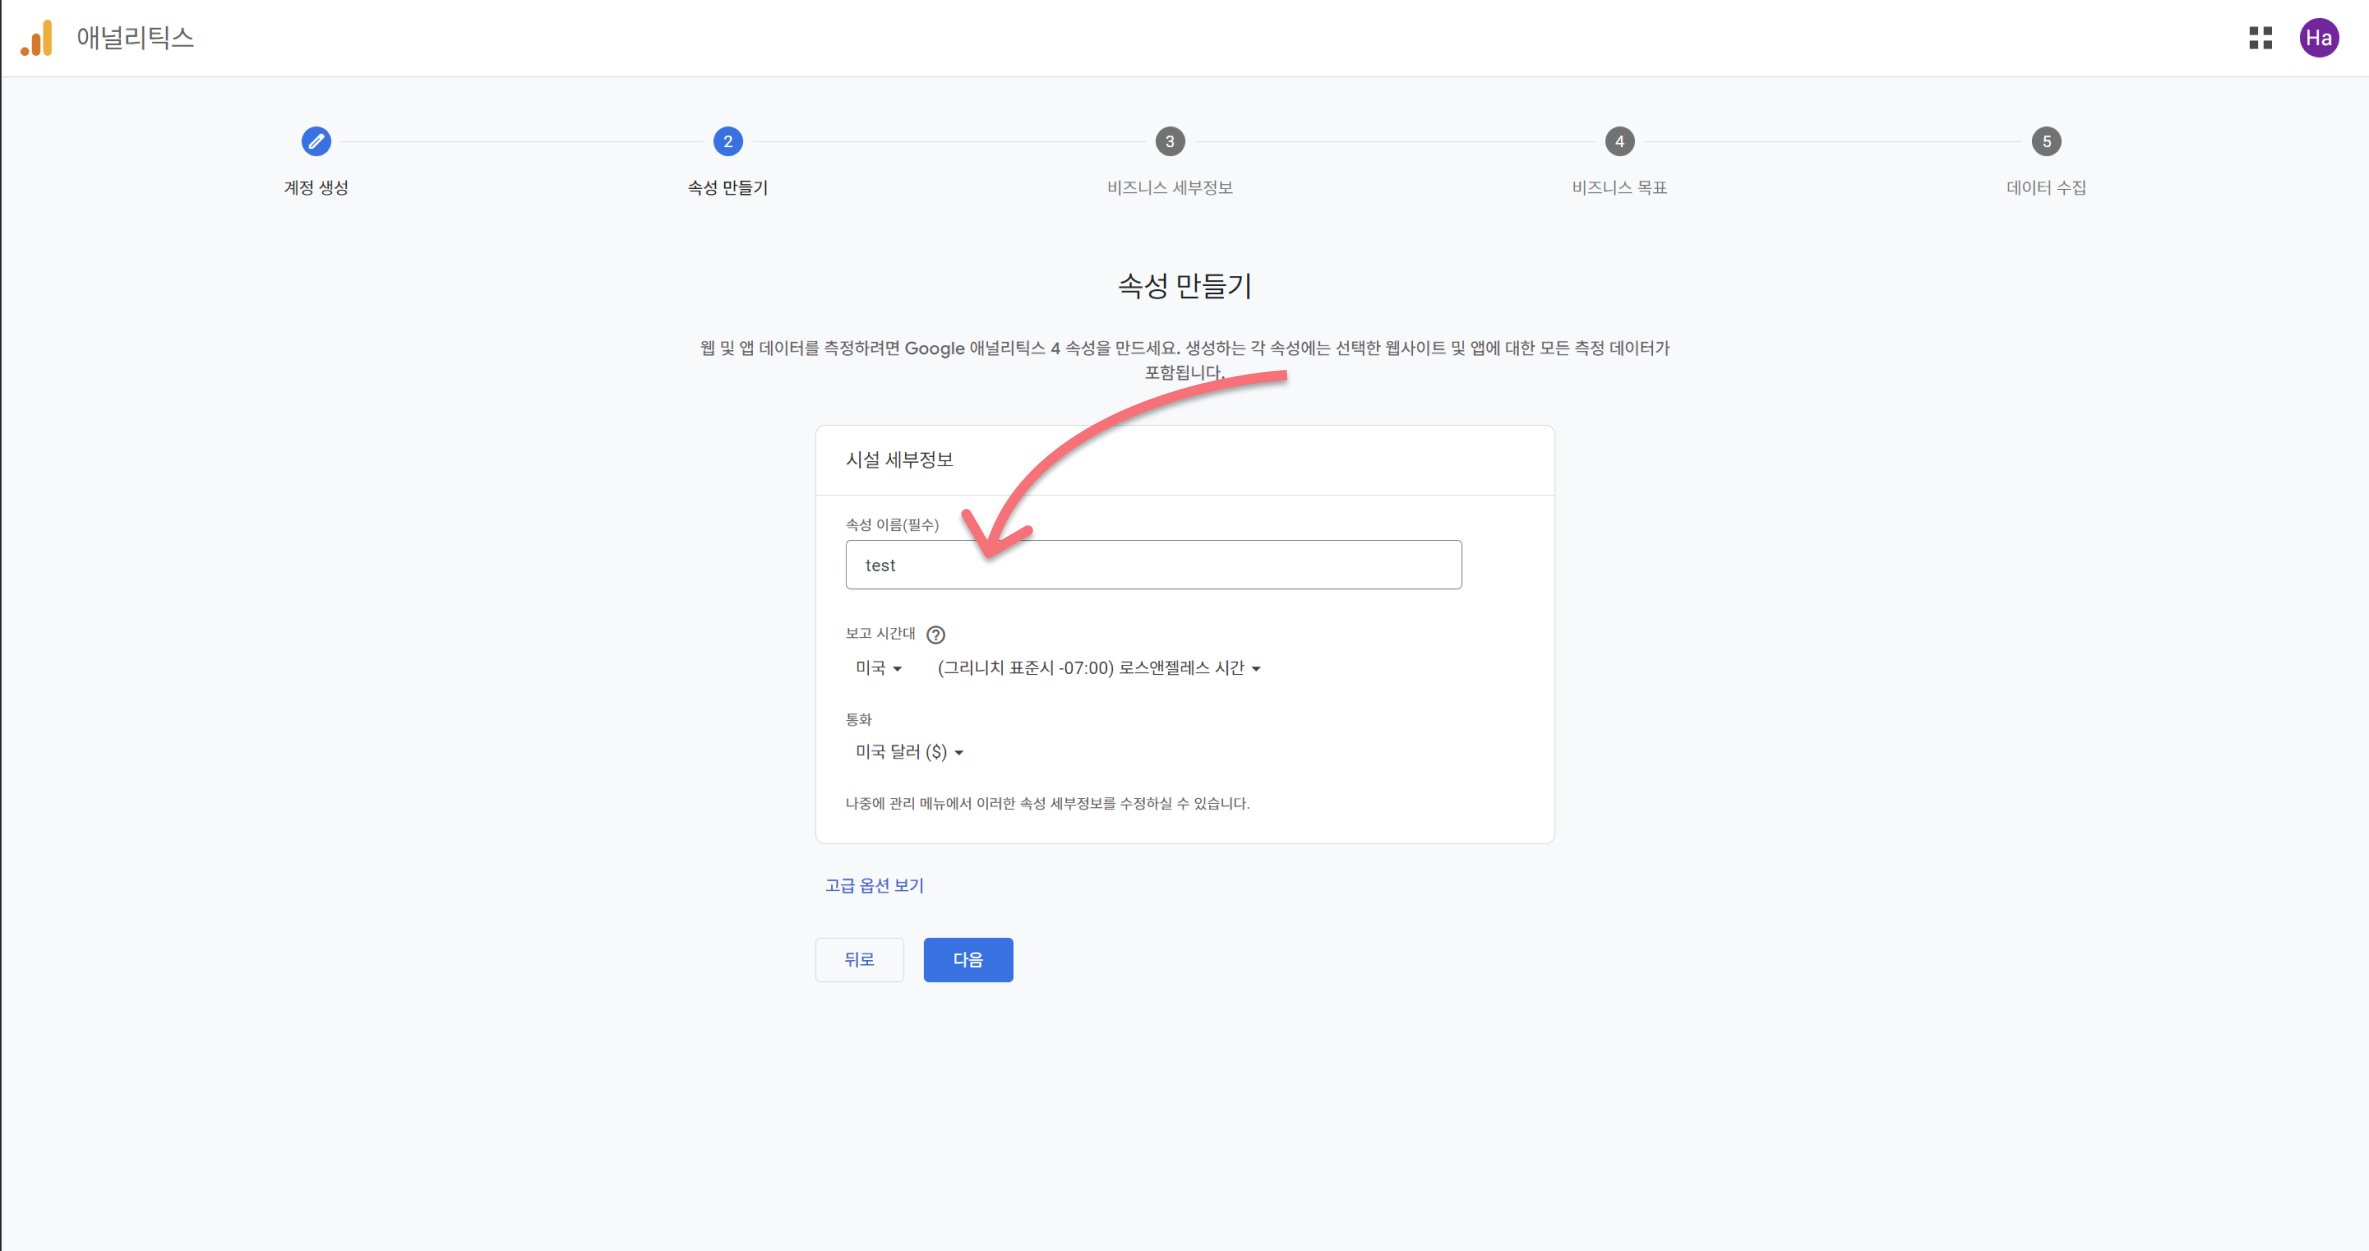 애널리틱스
Ha
2
3
4
5
계정 생성
속성 만들기
비즈니스 세부정보
비즈니스 목표
데이터 수집
속성 만들기
웹 및 앱 데이터를 측정하려면 Google 애널리틱스 4 속성을 만드세요. 생성하는 각 속성에는 선택한 웹사이트 및 앱에 대한 모든 측정 데이터가
포함됩니다.
시설 세부정보
속성 이름(필수)
test
보고 시간대 ?
미국 (그리니치 표준시 -07:00) 로스앤젤레스 시간
통화
미국 달러 ($)
나중에 관리 메뉴에서 이러한 속성 세부정보를 수정하실 수 있습니다.
고급 옵션 보기
뒤로
다음